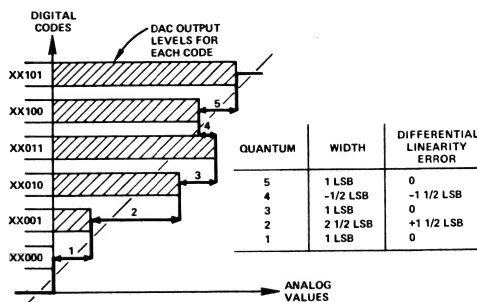 DIGITAL
CODES
DAC OUTPUT
LEVELS FOR
EACH CODE
XX101
XX100
XX011
XX010
XX001
XX000
5
4
3
2
1
ANALOG
VALUES
QUANTUM WIDTH DIFFERENTIAL LINEARITY ERROR
5 1 LSB 0
4 -1/2 LSB -1 1/2 LSB
3 1 LSB 0
2 2 1/2 LSB +1 1/2 LSB
1 1 LSB 0